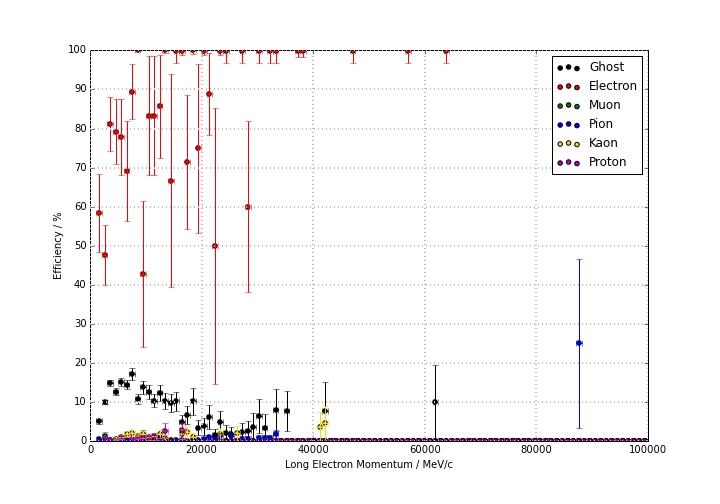 100
90
80
70
60
50
40
30
20
10
0
Efficiency / %
Ghost
Electron
Muon
Pion
Kaon
Proton
0 20000 40000 60000 80000 100000
Long Electron Momentum / MeV/c